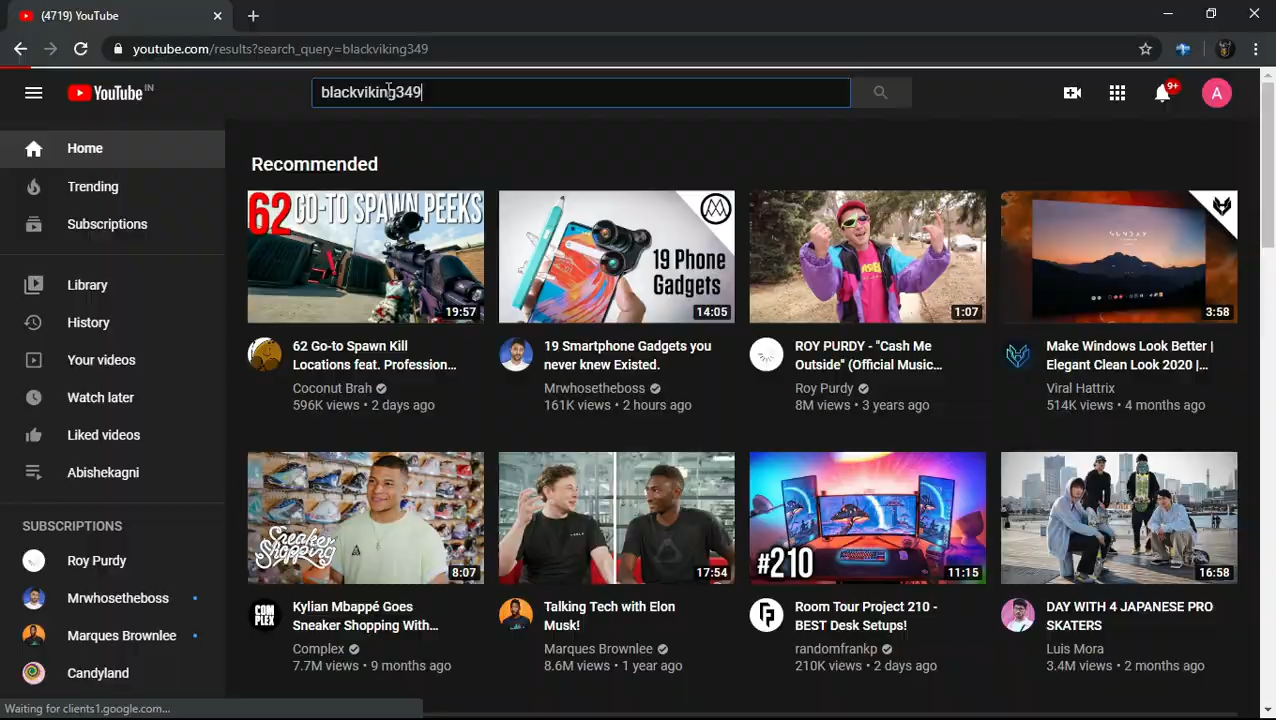 (4719) YouTube
youtube.com/results?search_query=blackviking349
YouTube IN
blackviking349
9+
A
Home
Trending
Subscriptions
Library
History
Your videos
Watch later
Liked videos
Abishekagni
SUBSCRIPTIONS
Roy Purdy
Mrwhosetheboss
Marques Brownlee
Candyland
Recommended
62 GO-TO SPAWN PEEKS
19:57
62 Go-to Spawn Kill
Locations feat. Profession...
Coconut Brah
596K views • 2 days ago
19 Phone
Gadgets
14:05
19 Smartphone Gadgets you
never knew Existed.
Mrwhosetheboss
161K views • 2 hours ago
1:07
ROY PURDY - "Cash Me
Outside" (Official Music...
Roy Purdy
8M views • 3 years ago
SUNDAY
3:58
Make Windows Look Better |
Elegant Clean Look 2020 |...
Viral Hattrix
514K views • 4 months ago
Sneaker
Shopping
8:07
COM
PLEX
Kylian Mbappé Goes
Sneaker Shopping With...
Complex
7.7M views • 9 months ago
17:54
Talking Tech with Elon
Musk!
Marques Brownlee
8.6M views • 1 year ago
#210
11:15
Room Tour Project 210 -
BEST Desk Setups!
randomfrankp
210K views • 2 days ago
16:58
DAY WITH 4 JAPANESE PRO
SKATERS
Luis Mora
3.4M views • 2 months ago
Waiting for clients1.google.com...